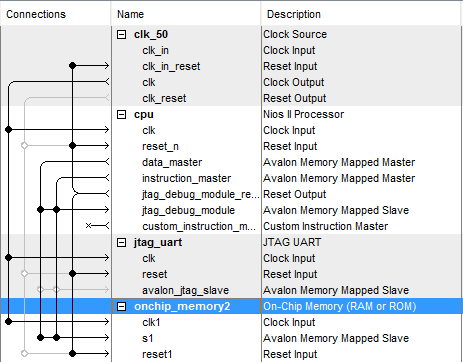 Connections Name Description
clk_50 Clock Source
clk_in Clock Input
clk_in_reset Reset Input
clk Clock Output
clk_reset Reset Output
cpu Nios II Processor
clk Clock Input
reset_n Reset Input
data_master Avalon Memory Mapped Master
instruction_master Avalon Memory Mapped Master
jtag_debug_module_re... Reset Output
jtag_debug_module Avalon Memory Mapped Slave
custom_instruction_m... Custom Instruction Master
jtag_uart JTAG UART
clk Clock Input
reset Reset Input
avalon_jtag_slave Avalon Memory Mapped Slave
onchip_memory2 On-Chip Memory (RAM or ROM)
clk1 Clock Input
s1 Avalon Memory Mapped Slave
reset1 Reset Input